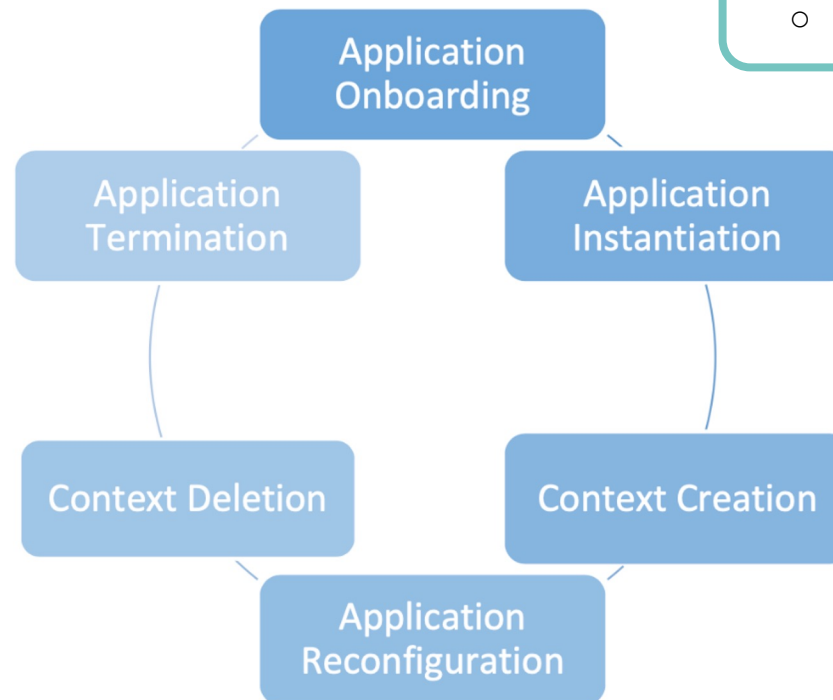 Application
Onboarding
Application
Instantiation
Context Creation
Application
Reconfiguration
Context Deletion
Application
Termination